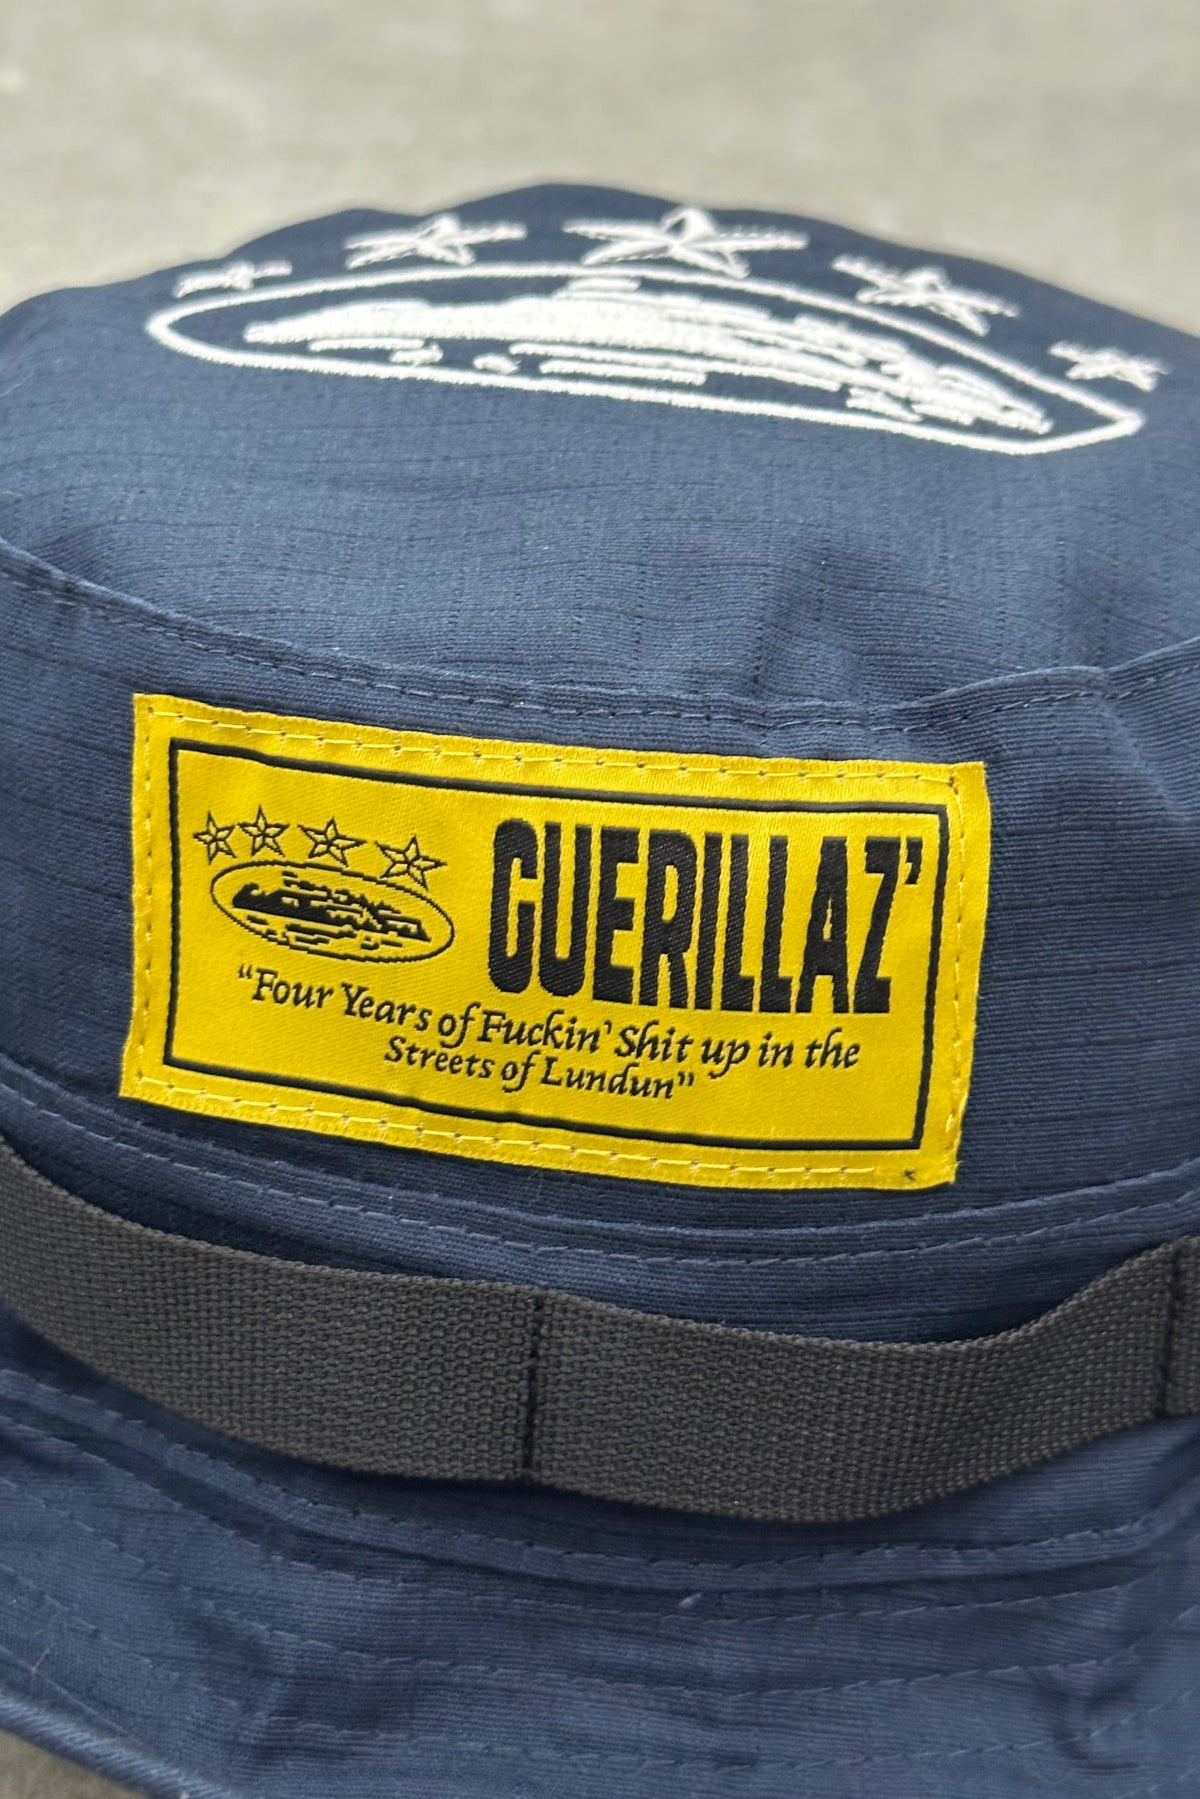 GUERILLAZ'
"Four Years of Fuckin' Shit up in the
Streets of Lundun"